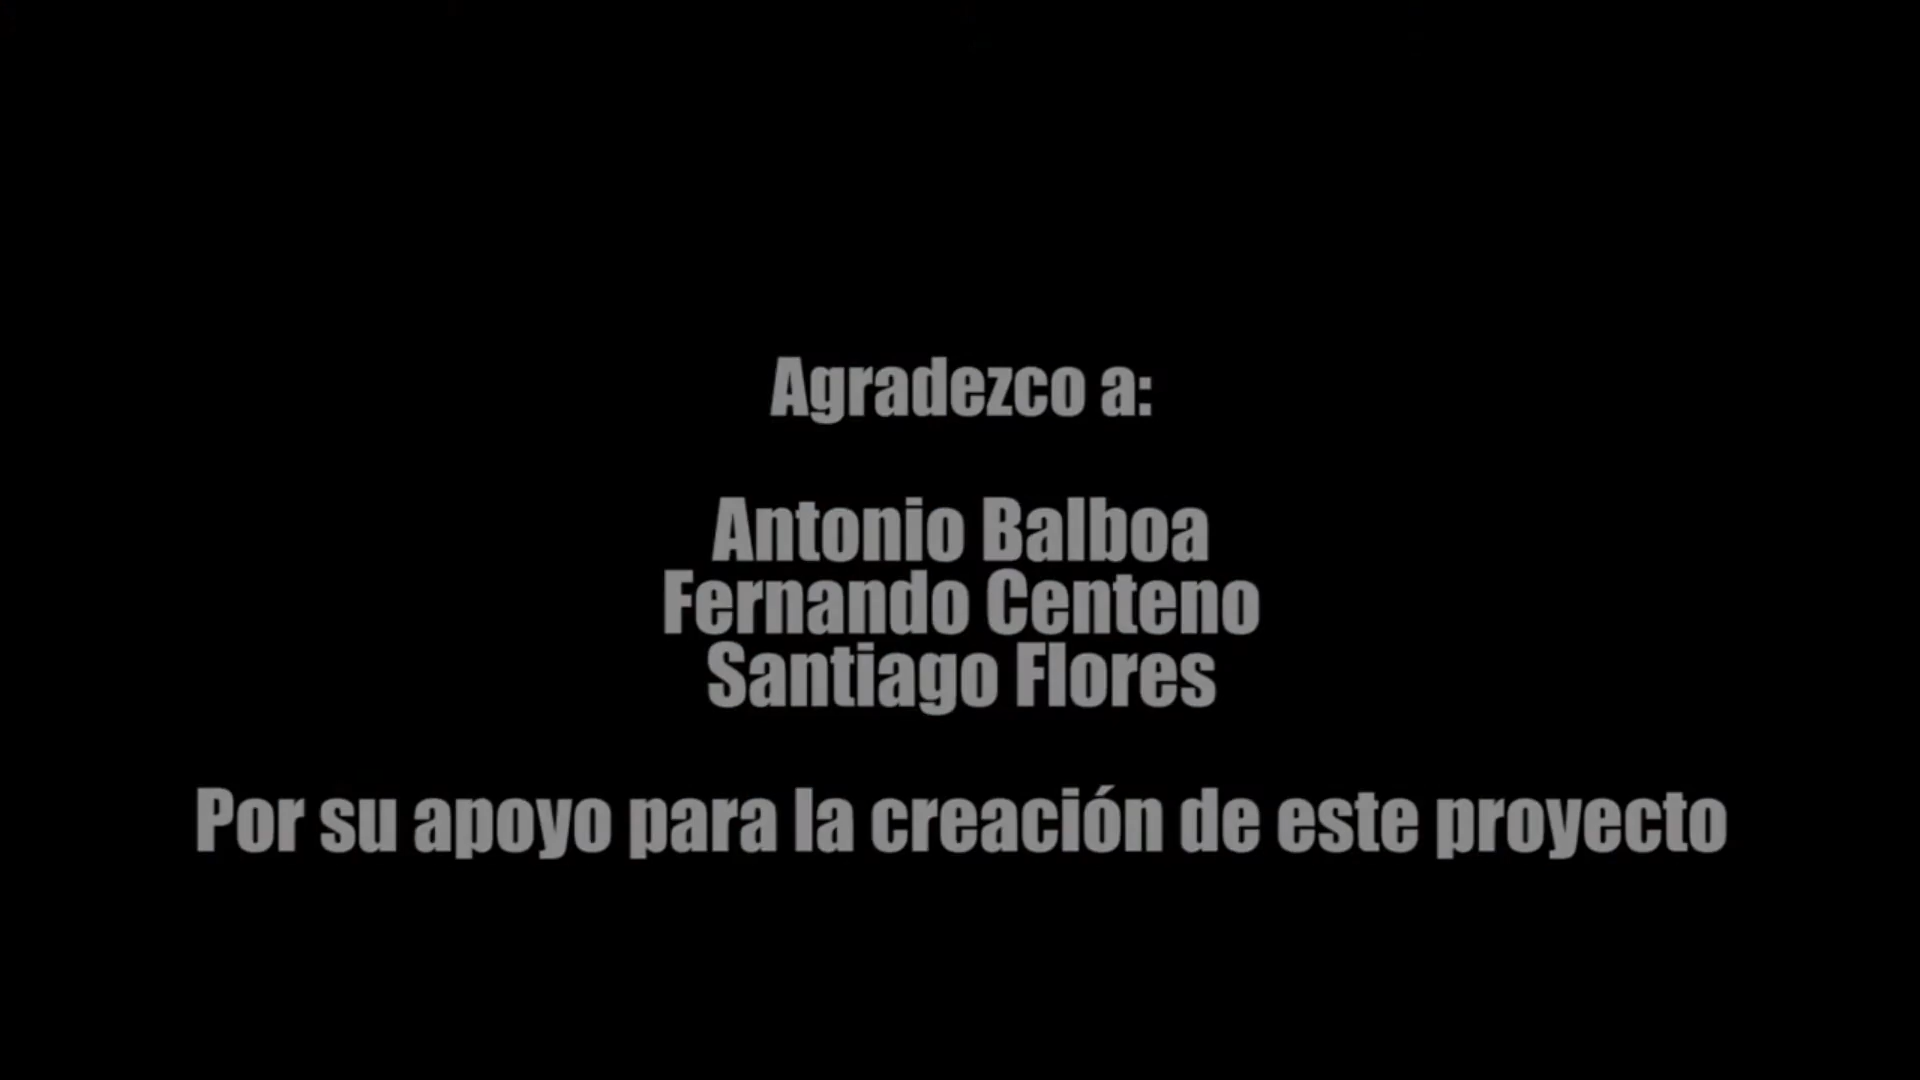 Agradezco a:
Antonio Balboa
Fernando Centeno
Santiago Flores
Por su apoyo para la creación de este proyecto